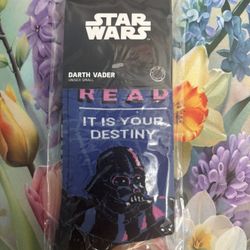 STAR
WARS
DARTH VADER
UNISEX SMALL
READ
IT IS YOUR
DESTINY